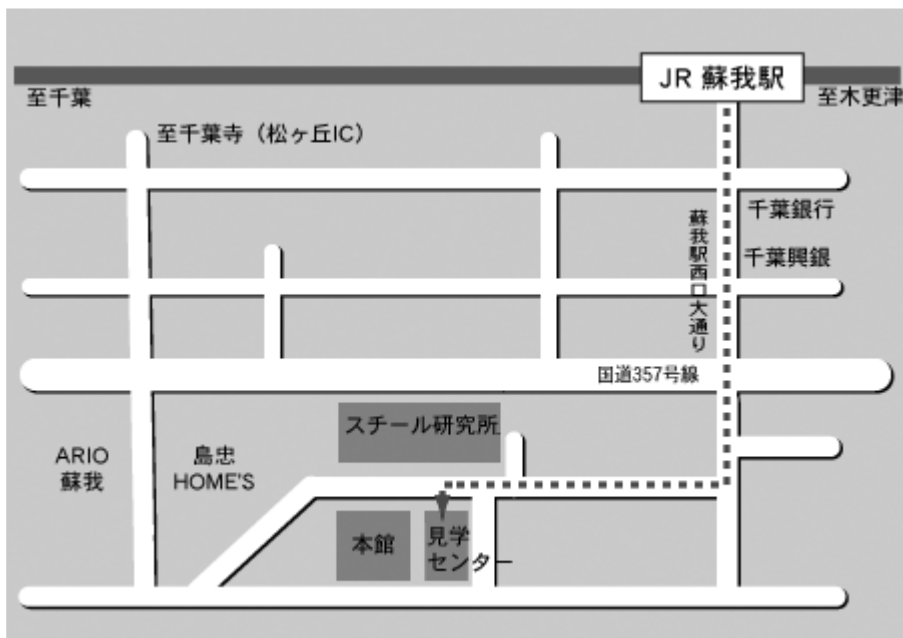 JR 蘇我駅
至千葉
至木更津
至千葉寺（松ヶ丘IC）
千葉銀行
蘇我駅西口大通り
千葉興銀
国道357号線
スチール研究所
ARIO
蘇我
島忠
HOME'S
本館
見学
センター